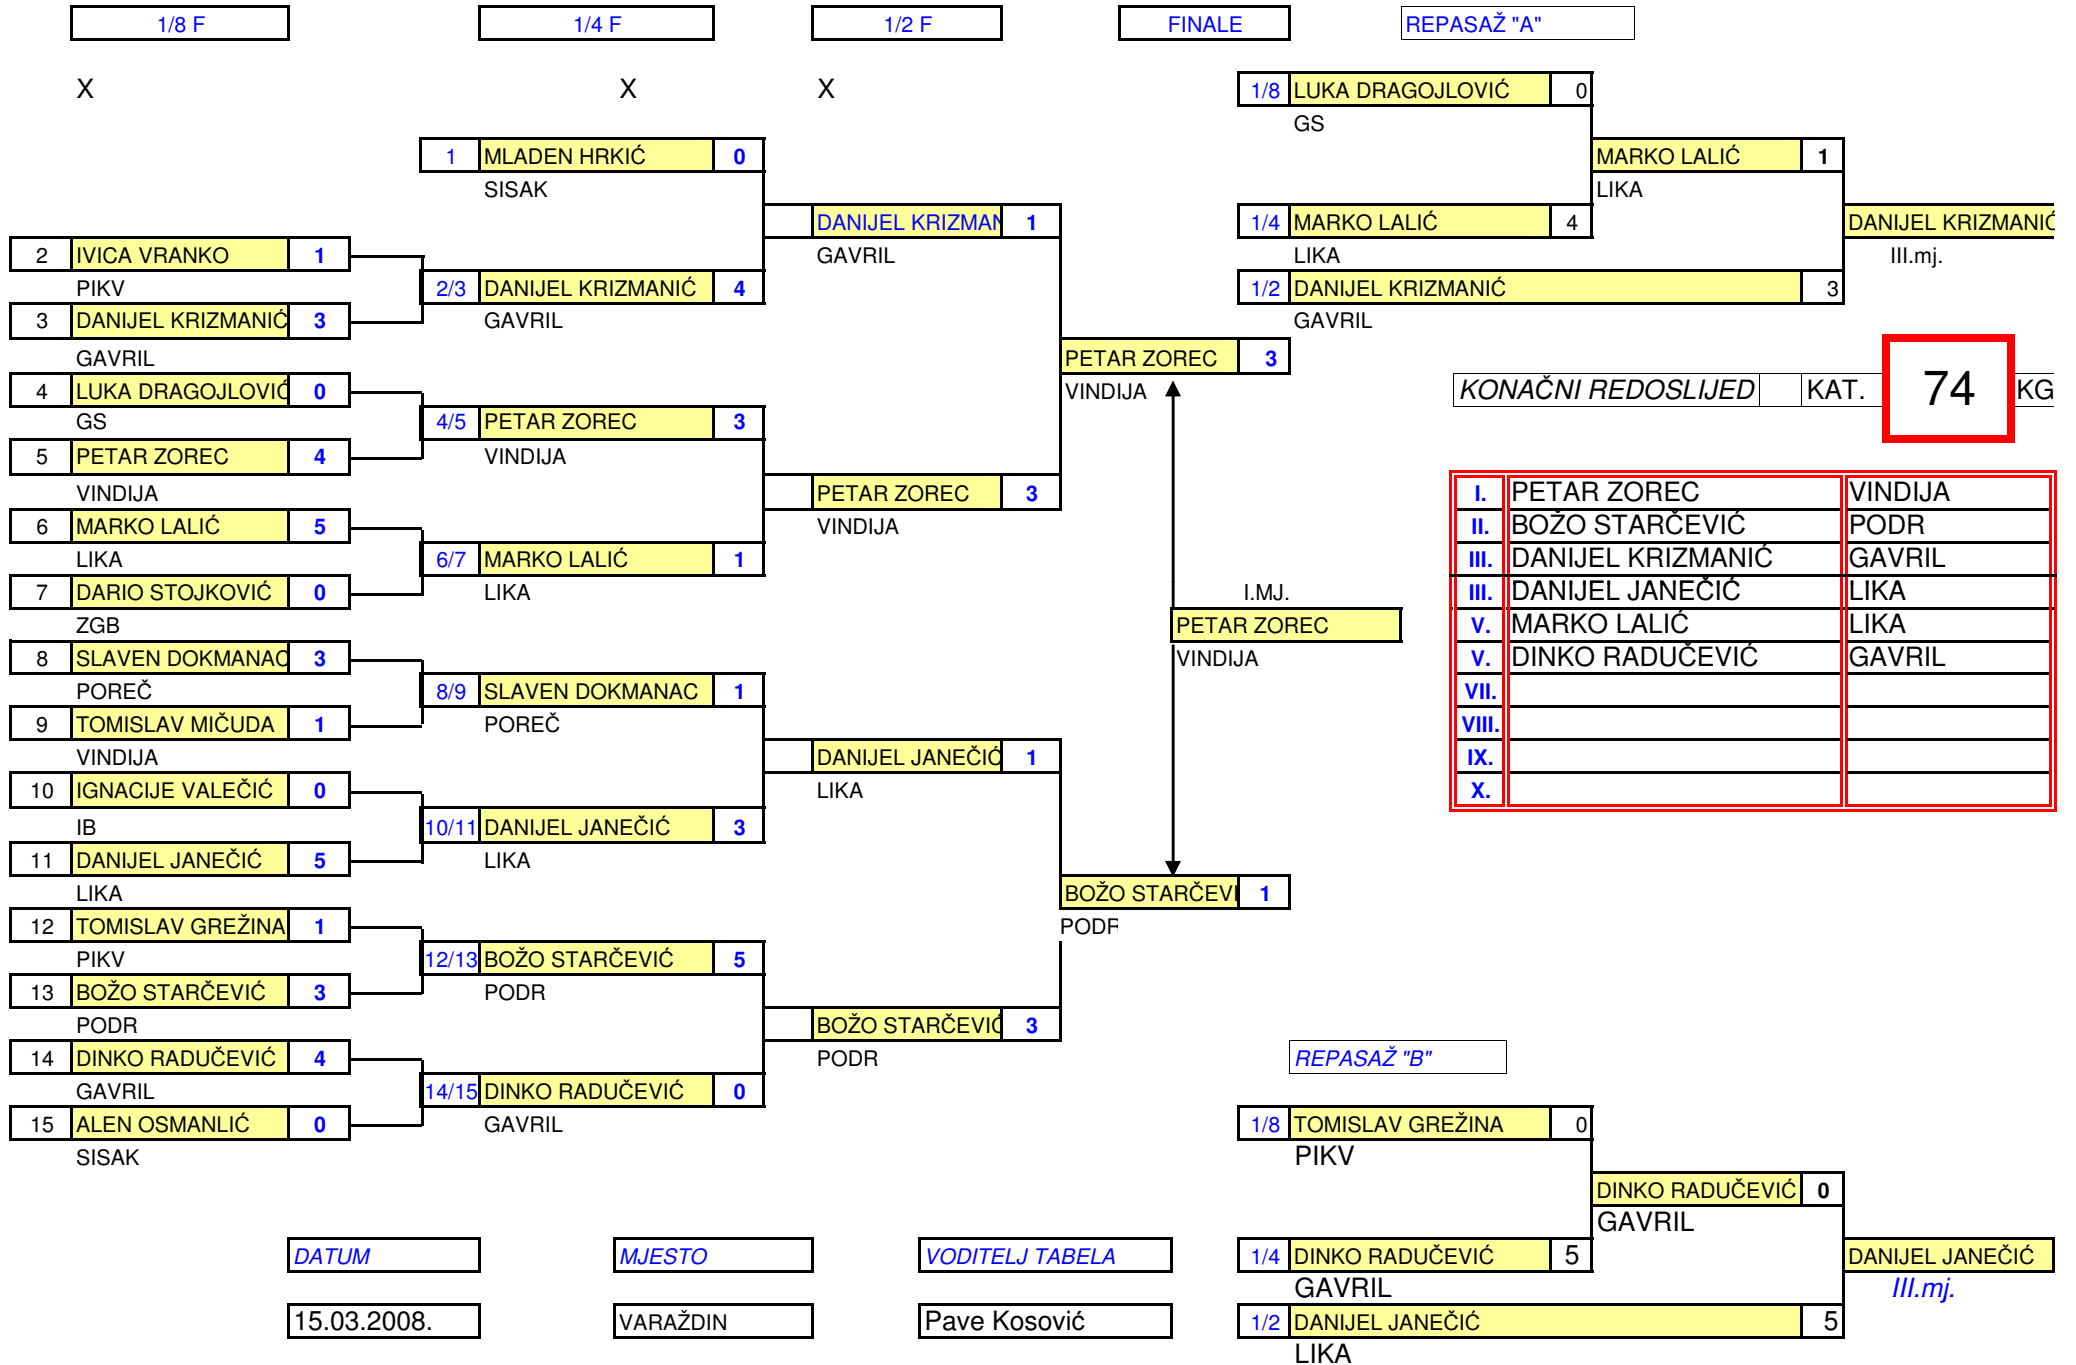 1/8 F
1/4 F
1/2 F
FINALE
REPASAŽ "A"
X
X
X
1/8 LUKA DRAGOJLOVIĆ 0
GS
1 MLADEN HRKIĆ 0
MARKO LALIĆ 1
SISAK
LIKA
DANIJEL KRIZMAN 1
1/4 MARKO LALIĆ 4
DANIJEL KRIZMANIĆ
2 IVICA VRANKO 1
GAVRIL
LIKA
III.mj.
PIKV
2/3 DANIJEL KRIZMANIĆ 4
1/2 DANIJEL KRIZMANIĆ 3
3 DANIJEL KRIZMANIĆ 3
GAVRIL
GAVRIL
GAVRIL
PETAR ZOREC 3
4 LUKA DRAGOJLOVIĆ 0
VINDIJA
KONAČNI REDOSLIJED KAT. 74 KG
GS
4/5 PETAR ZOREC 3
5 PETAR ZOREC 4
VINDIJA
VINDIJA
PETAR ZOREC 3
I. PETAR ZOREC VINDIJA
6 MARKO LALIĆ 5
VINDIJA
II. BOŽO STARČEVIĆ PODR
LIKA
6/7 MARKO LALIĆ 1
III. DANIJEL KRIZMANIĆ GAVRIL
7 DARIO STOJKOVIĆ 0
LIKA
I.MJ.
III. DANIJEL JANEČIĆ LIKA
ZGB
PETAR ZOREC
V. MARKO LALIĆ LIKA
8 SLAVEN DOKMANAC 3
VINDIJA
V. DINKO RADUČEVIĆ GAVRIL
POREČ
8/9 SLAVEN DOKMANAC 1
VII.
9 TOMISLAV MIČUDA 1
POREČ
VIII.
VINDIJA
DANIJEL JANEČIĆ 1
IX.
10 IGNACIJE VALEČIĆ 0
LIKA
X.
IB
10/11 DANIJEL JANEČIĆ 3
11 DANIJEL JANEČIĆ 5
LIKA
LIKA
BOŽO STARČEVI 1
12 TOMISLAV GREŽINA 1
PODR
PIKV
12/13 BOŽO STARČEVIĆ 5
13 BOŽO STARČEVIĆ 3
PODR
PODR
BOŽO STARČEVIĆ 3
14 DINKO RADUČEVIĆ 4
PODR
REPASAŽ "B"
GAVRIL
14/15 DINKO RADUČEVIĆ 0
15 ALEN OSMANLIĆ 0
GAVRIL
1/8 TOMISLAV GREŽINA 0
SISAK
PIKV
DINKO RADUČEVIĆ 0
GAVRIL
DATUM
MJESTO
VODITELJ TABELA
1/4 DINKO RADUČEVIĆ 5
DANIJEL JANEČIĆ
GAVRIL
III.mj.
15.03.2008.
VARAŽDIN
Pave Kosović
1/2 DANIJEL JANEČIĆ 5
LIKA